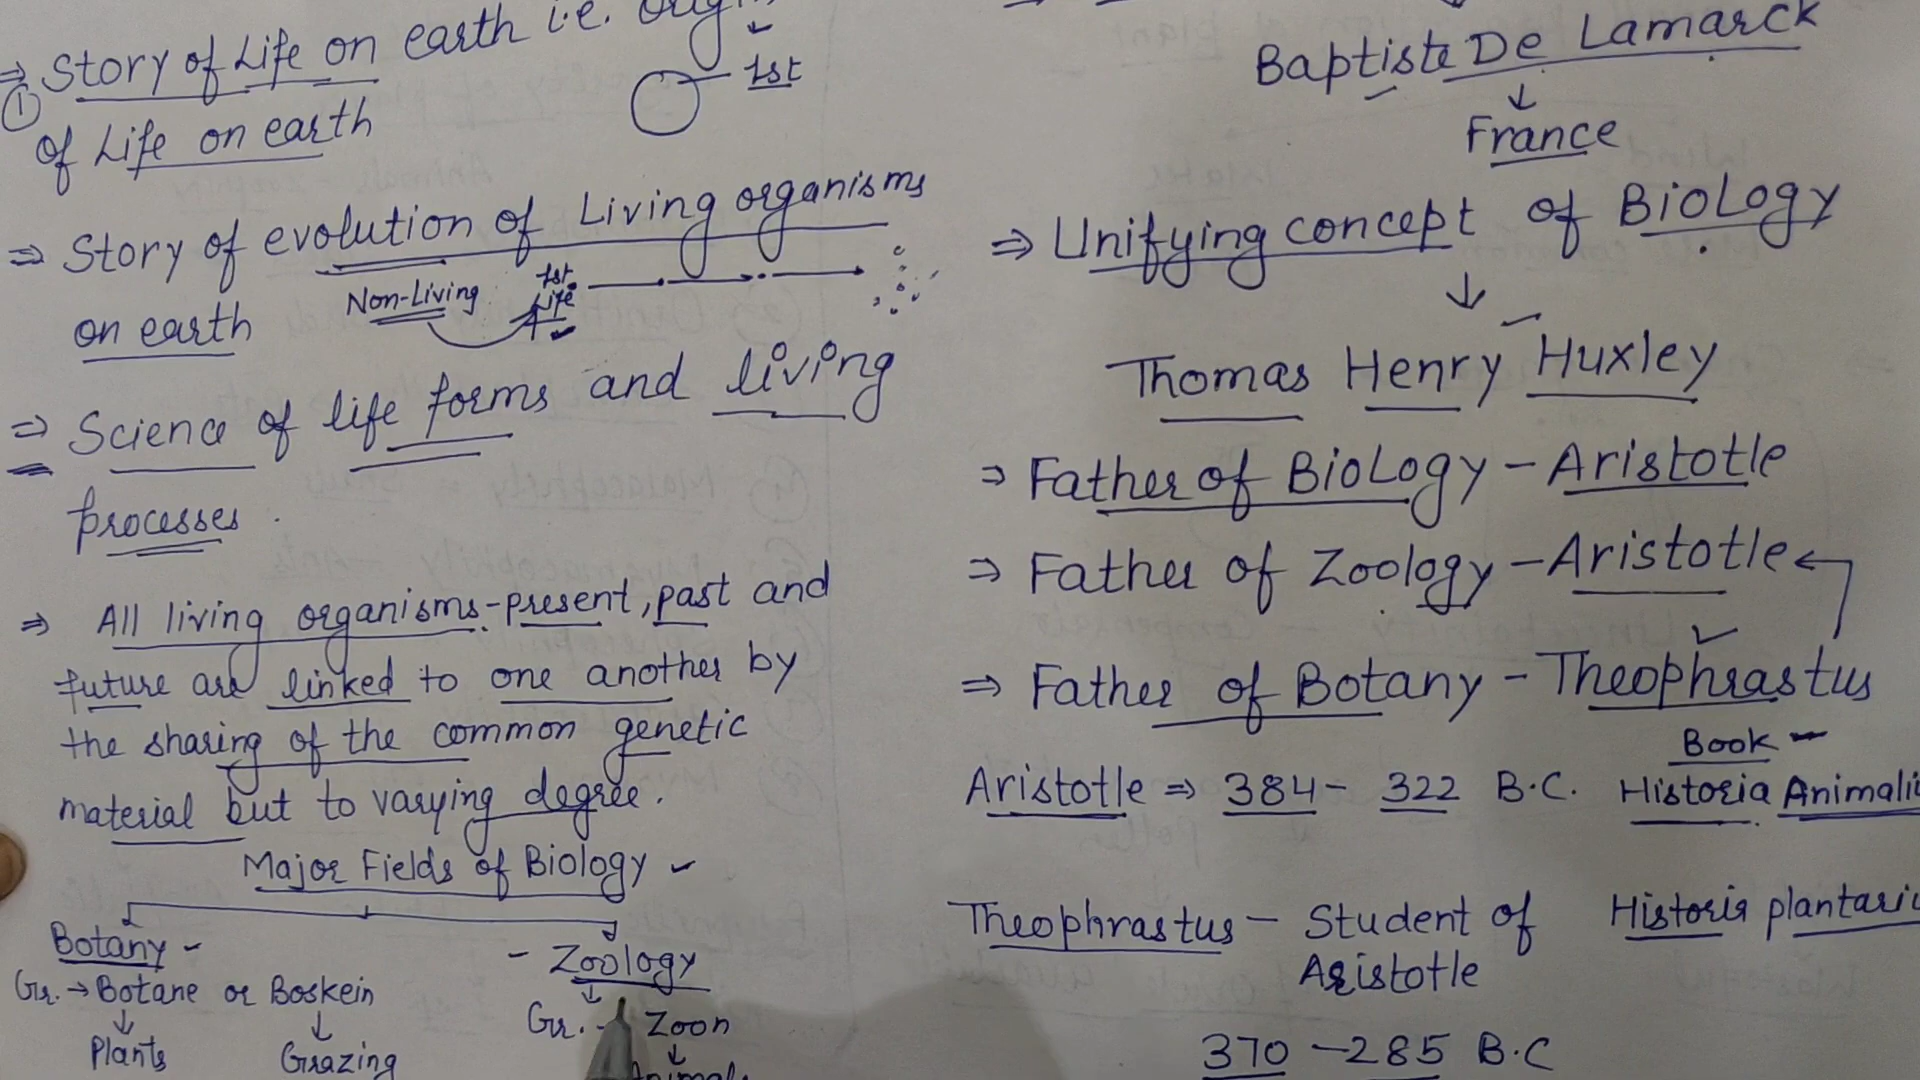 ⇒ Story of Life on earth i.e.
① of Life on earth
1st
⇒ Story of evolution of Living organisms
on earth
Non-Living
1st
Life
⇒ Science of life forms and living
processes
⇒ All living organisms-present, past and
future are linked to one another by
the sharing of the common genetic
material but to varying degree.
Major Fields of Biology
Botany -
Gr. → Botane or Boskein
↓ ↓
Plants Grazing
- Zoology
↓
Gr. - Zoon
↓
Baptiste De Lamarck
↓
France
⇒ Unifying concept of Biology
↓
Thomas Henry Huxley
⇒ Father of Biology - Aristotle
⇒ Father of Zoology - Aristotle
⇒ Father of Botany - Theophrastus
Book -
Aristotle ⇒ 384 - 322 B.C. Historia
Theophrastus - Student of Historia
Aristotle
370 - 285 B.C